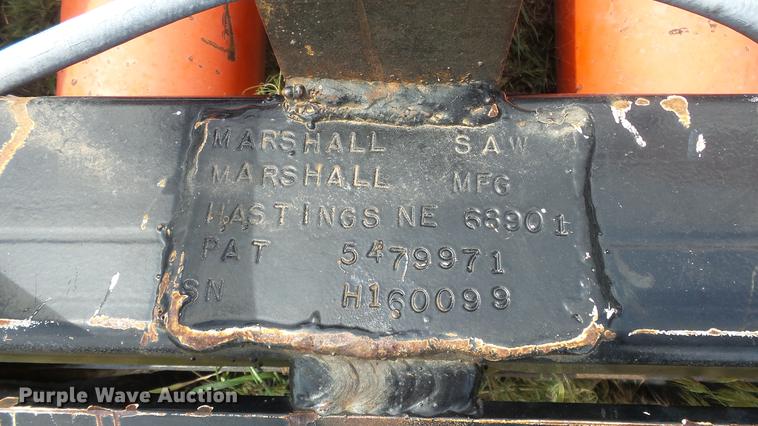 MARSHALL SAW
MARSHALL MFG
HASTINGS NE 68901
PAT 5479971
SN H160099
Purple Wave Auction